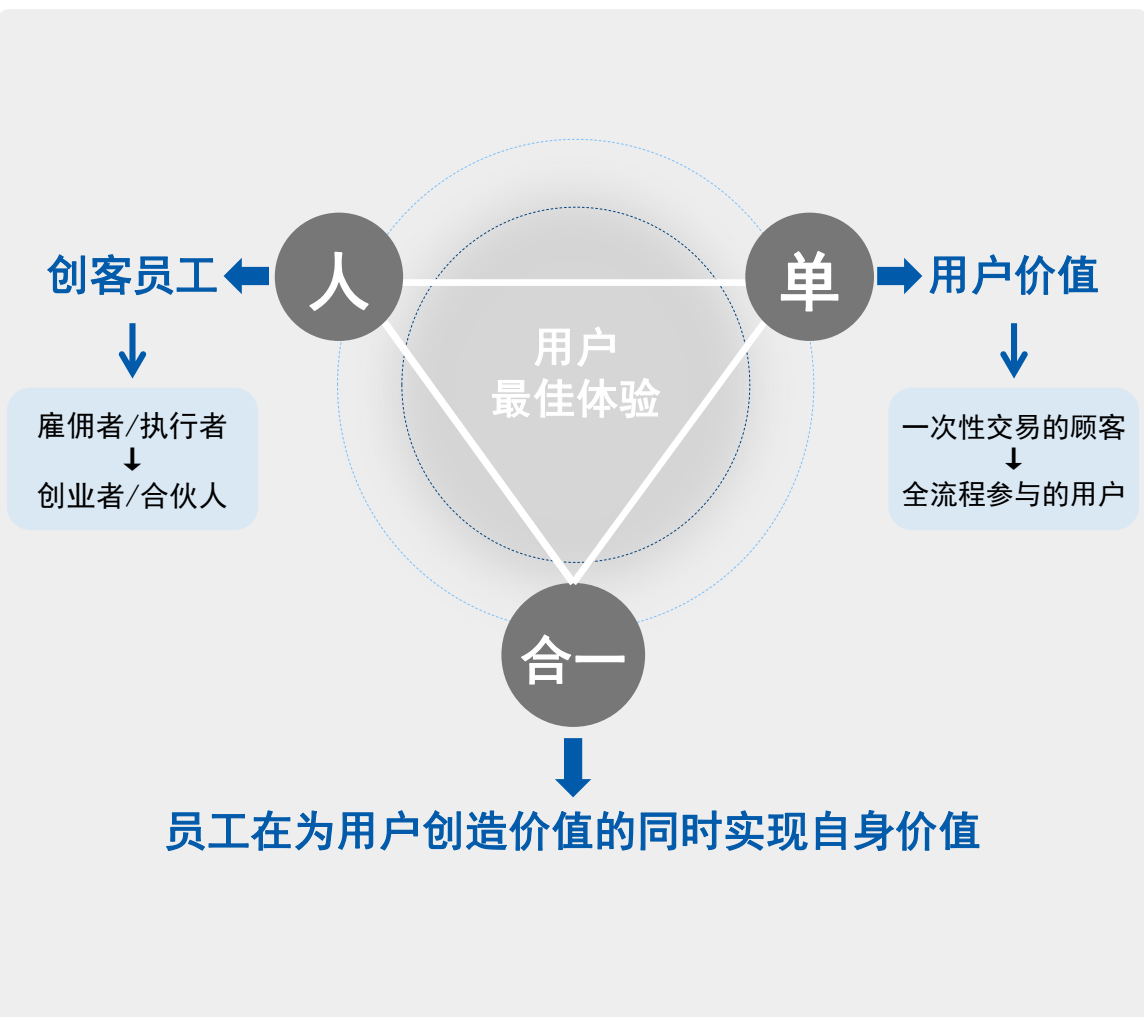 人
单
创客员工
用户价值
用户
最佳体验
雇佣者/执行者
创业者/合伙人
一次性交易的顾客
全流程参与的用户
合一
员工在为用户创造价值的同时实现自身价值